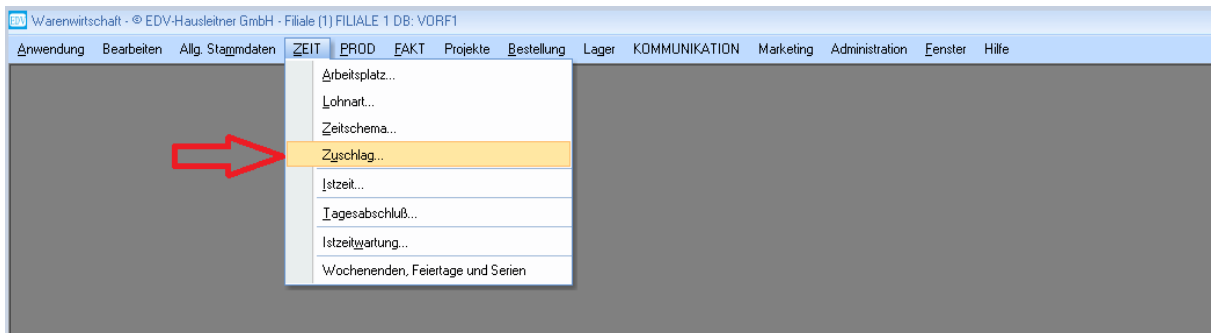 EDV Warenwirtschaft - © EDV-Hausleitner GmbH - Filiale (1) FILIALE 1 DB: VORF1
Anwendung Bearbeiten Allg. Stammdaten ZEIT PROD FAKT Projekte Bestellung Lager KOMMUNIKATION Marketing Administration Fenster Hilfe
Arbeitsplatz...
Lohnart...
Zeitschema...
Zuschlag...
Istzeit...
Tagesabschluß...
Istzeitwartung...
Wochenenden, Feiertage und Serien